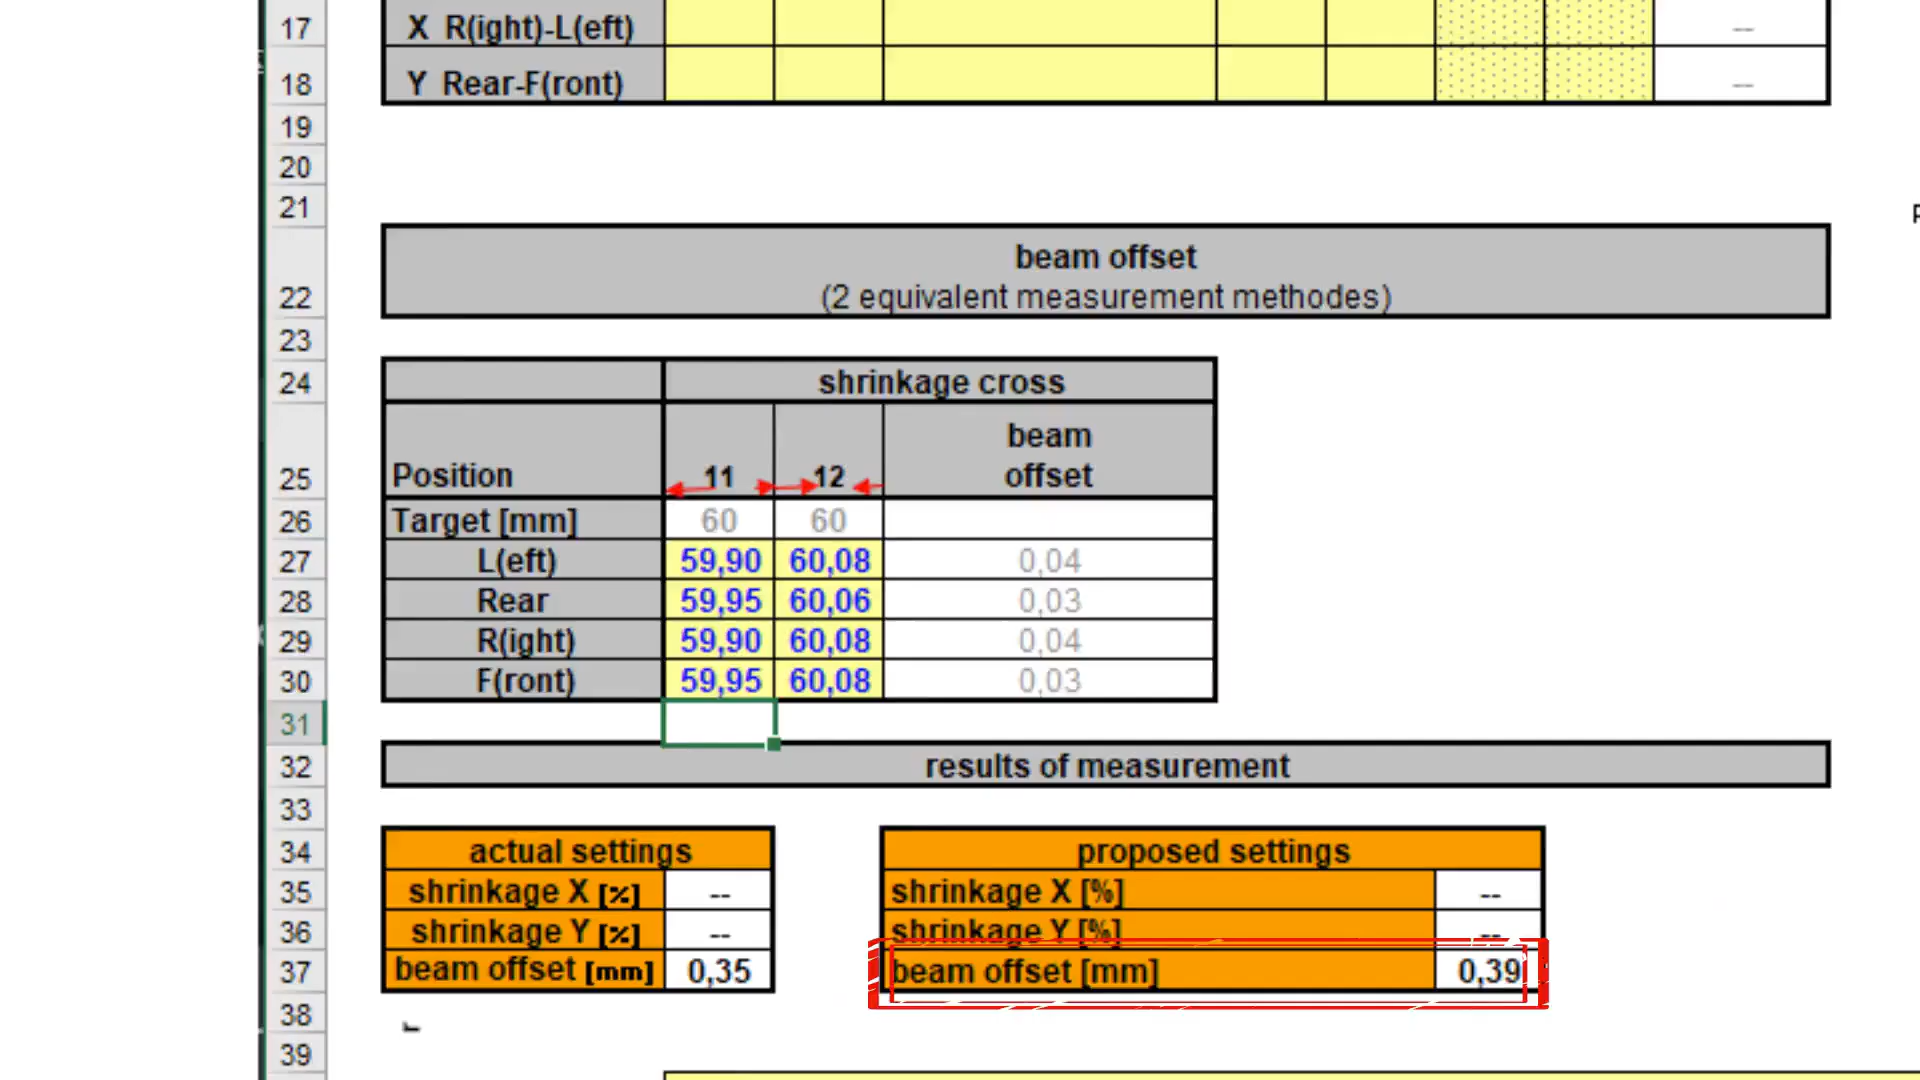 17 X R(ight)-L(eft) --
18 Y Rear-F(ront) --
19
20
21
beam offset
22 (2 equivalent measurement methodes)
23
24 shrinkage cross
beam
25 Position 11 12 offset
26 Target [mm] 60 60
27 L(eft) 59,90 60,08 0,04
28 Rear 59,95 60,06 0,03
29 R(ight) 59,90 60,08 0,04
30 F(ront) 59,95 60,08 0,03
31
32 results of measurement
33
34 actual settings proposed settings
35 shrinkage X [%] -- shrinkage X [%] --
36 shrinkage Y [%] -- shrinkage Y [%] --
37 beam offset [mm] 0,35 beam offset [mm] 0,39
38
39